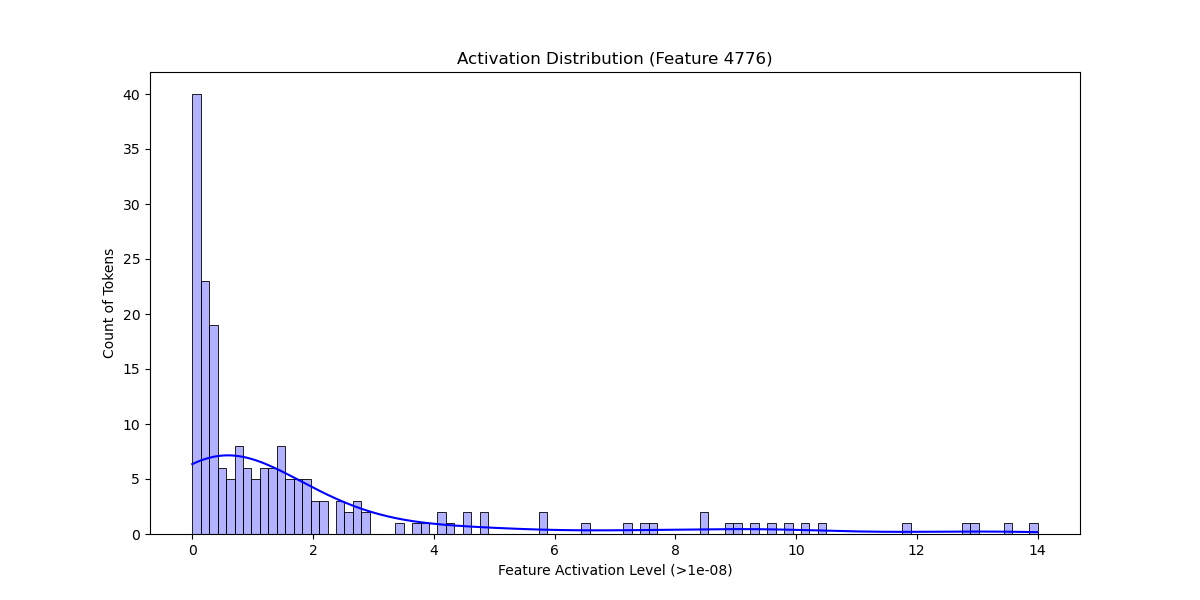 Activation Distribution (Feature 4776)
40
35
30
25
20
15
10
5
0
Count of Tokens
0 2 4 6 8 10 12 14
Feature Activation Level (>1e-08)